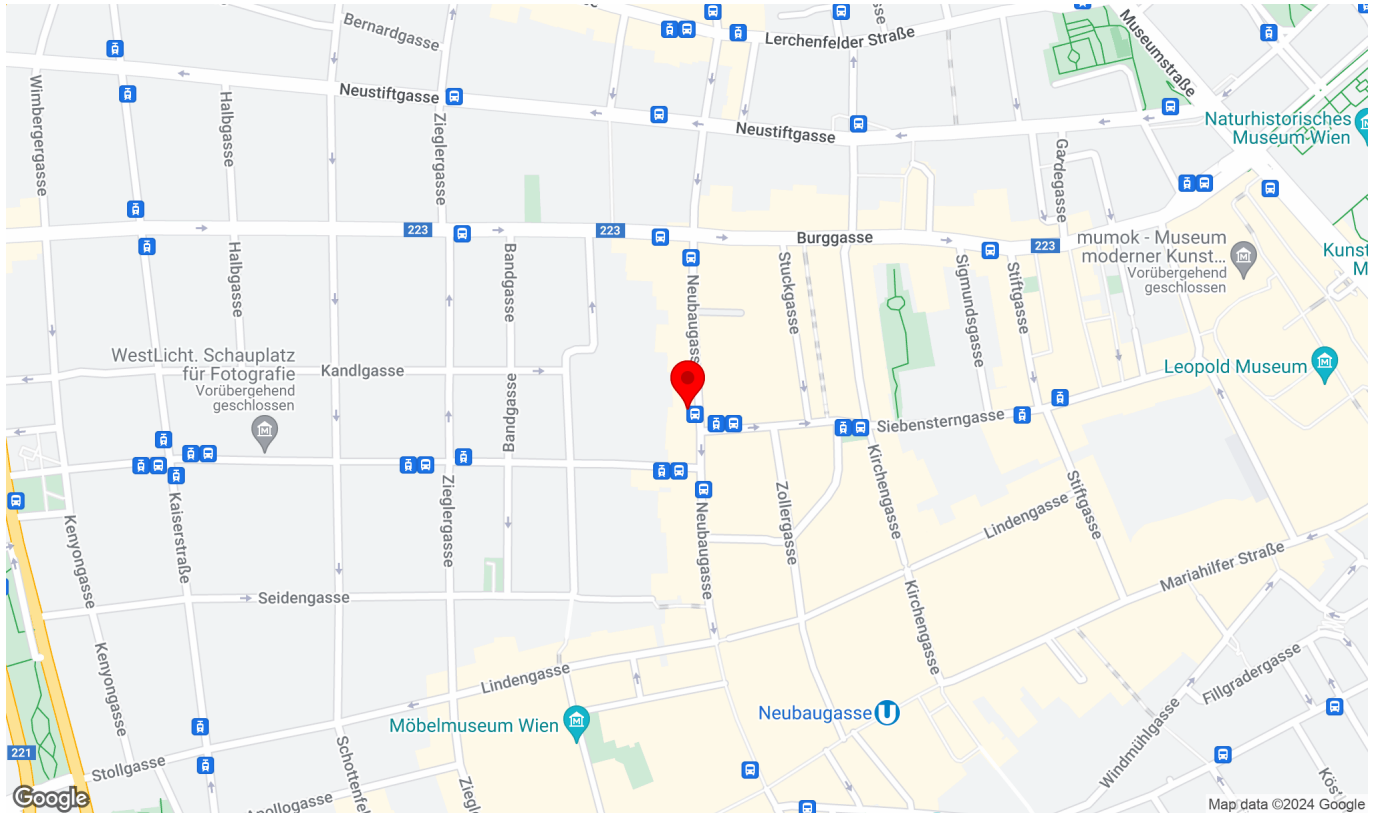 Bernardgasse
Lerchenfelder Straße
Museumstraße
Wimbergergasse
Halbgasse
Neustiftgasse
Zieglergasse
Neustiftgasse
Gardegasse
Naturhistorisches
Museum Wien
223
223
Burggasse
223
mumok - Museum
moderner Kunst...
Vorübergehend
geschlossen
Kunst
M
Halbgasse
Bandgasse
Neubaugasse
Stuckgasse
Sigmundsgasse
Stiftgasse
WestLicht. Schauplatz
für Fotografie
Vorübergehend
geschlossen
Kandlgasse
Leopold Museum
Bandgasse
Siebensterngasse
Kenyongasse
Kaiserstraße
Zieglergasse
Neubaugasse
Zollergasse
Kirchengasse
Lindengasse
Stiftgasse
Mariahilfer Straße
Seidengasse
Kirchengasse
Kenyongasse
Lindengasse
Fillgradergasse
Möbelmuseum Wien
Neubaugasse
U
Windmühlgasse
221
Stollgasse
Schottenfel
Ziegle
Apollogasse
Köst
Google
Map data ©2024 Google